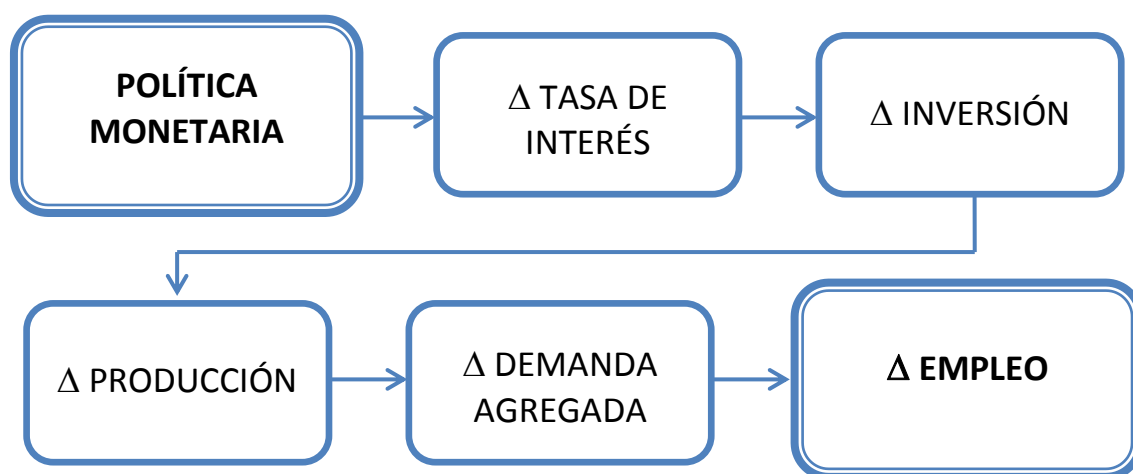 POLÍTICA
MONETARIA
Δ TASA DE
INTERÉS
Δ INVERSIÓN
Δ PRODUCCIÓN
Δ DEMANDA
AGREGADA
Δ EMPLEO